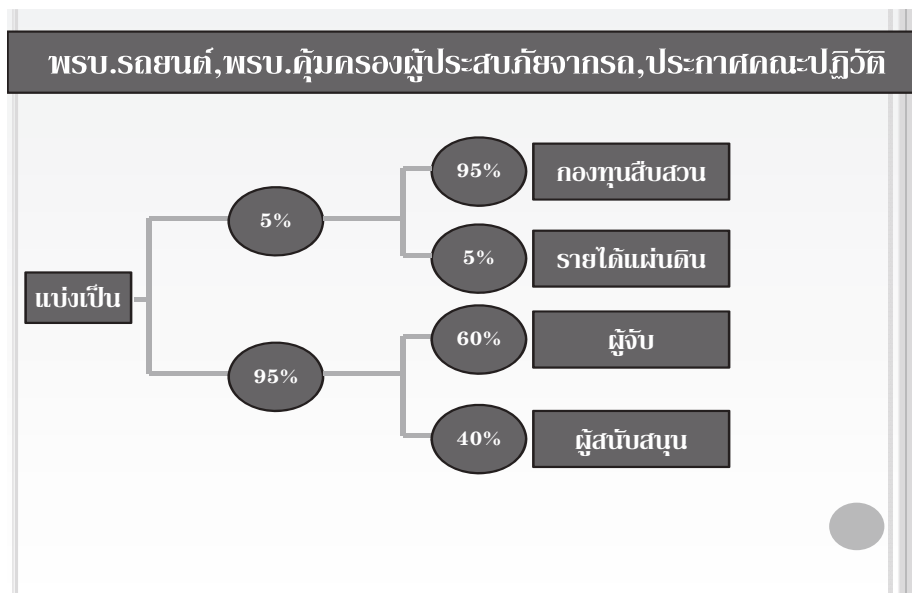 พรบ.รถยนต์,พรบ.คุ้มครองผู้ประสบภัยจากรถ,ประกาศคณะปฏิวัติ
95% กองทุนสืบสวน
5%
5% รายได้แผ่นดิน
แบ่งเป็น
60% ผู้จับ
95%
40% ผู้สนับสนุน